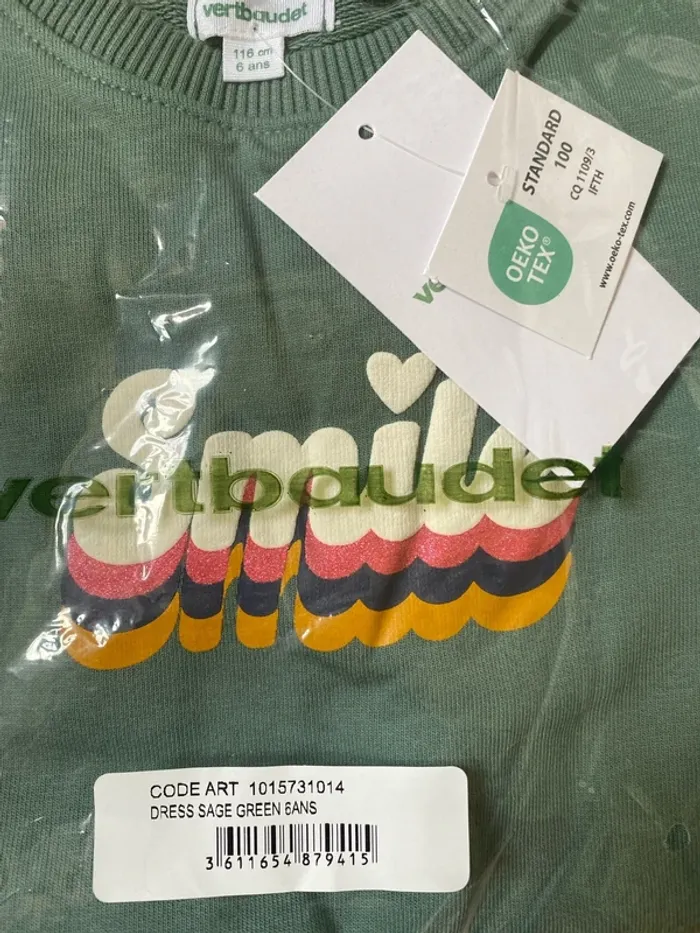 vertbaudet
116 cm
6 ans
STANDARD
100
CQ 1109/3
IFTH
OEKO
TEX®
www.oeko-tex.com
Smile
vertbaudet
CODE ART 1015731014
DRESS SAGE GREEN 6ANS
3 611654 879415